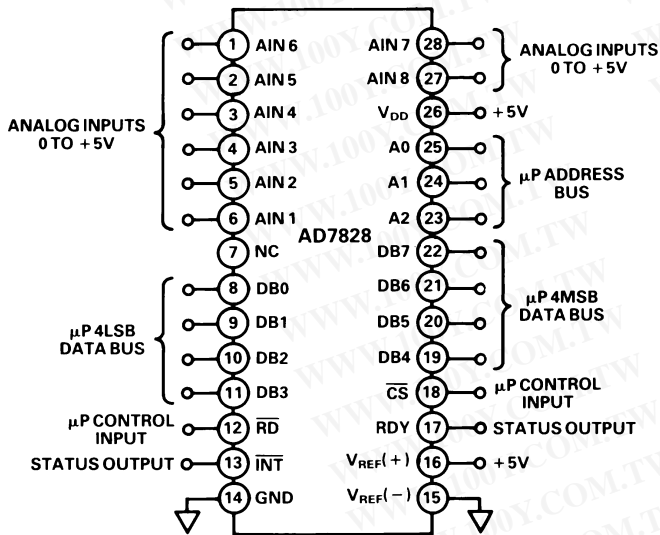 1 AIN 6
2 AIN 5
3 AIN 4
4 AIN 3
5 AIN 2
6 AIN 1
7 NC
8 DB0
9 DB1
10 DB2
11 DB3
12 RD
13 INT
14 GND
ANALOG INPUTS
0 TO +5V
μP 4LSB
DATA BUS
μP CONTROL
INPUT
STATUS OUTPUT
AD7828
AIN 7 28
AIN 8 27
VDD 26 +5V
A0 25
A1 24
A2 23
DB7 22
DB6 21
DB5 20
DB4 19
CS 18
RDY 17 STATUS OUTPUT
VREF(+) 16 +5V
VREF(−) 15
ANALOG INPUTS
0 TO +5V
μP ADDRESS
BUS
μP 4MSB
DATA BUS
μP CONTROL
INPUT
WWW.100Y.COM.TW